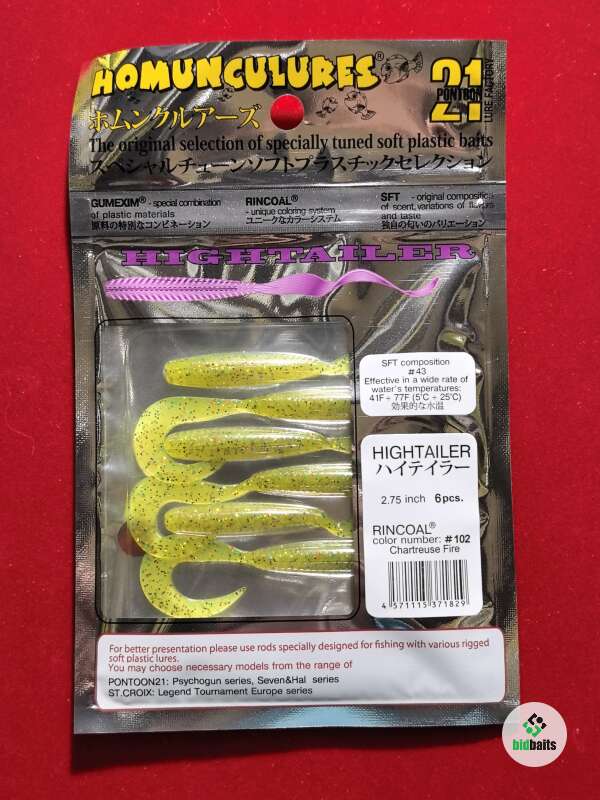 HOMUNCULURES®
21
PONTOON
LURE FACTORY
ホムンクルアーズ
The original selection of specially tuned soft plastic baits
スペシャルチューンソフトプラスチックセレクション
GUMEXIM® - special combination
of plastic materials
原料の特別なコンビネーション
RINCOAL®
- unique coloring system
ユニークなカラーシステム
SFT - original composition
of scent, variations of flavors
and taste
独自の匂いのバリエーション
HIGHTAILER
SFT composition
#43
Effective in a wide rate of
water's temperatures:
41F ÷ 77F (5℃ ÷ 25℃)
効果的な水温
HIGHTAILER
ハイテイラー
2.75 inch 6pcs.
RINCOAL®
color number: #102
Chartreuse Fire
4 571115 371829
For better presentation please use rods specially designed for fishing with various rigged
soft plastic lures.
You may choose necessary models from the range of
PONTOON21: Psychogun series, Seven&Hal series
ST.CROIX: Legend Tournament Europe series
bidbaits